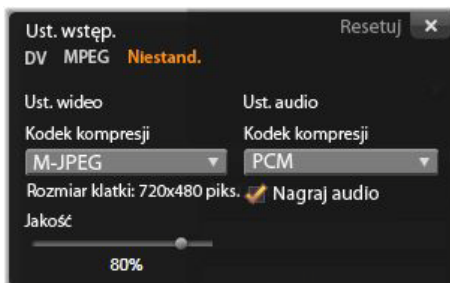 Ust. wstęp. Resetuj
DV MPEG Niestand.
Ust. wideo Ust. audio
Kodek kompresji Kodek kompresji
M-JPEG PCM
Rozmiar klatki: 720x480 piks. Nagraj audio
Jakość
80%